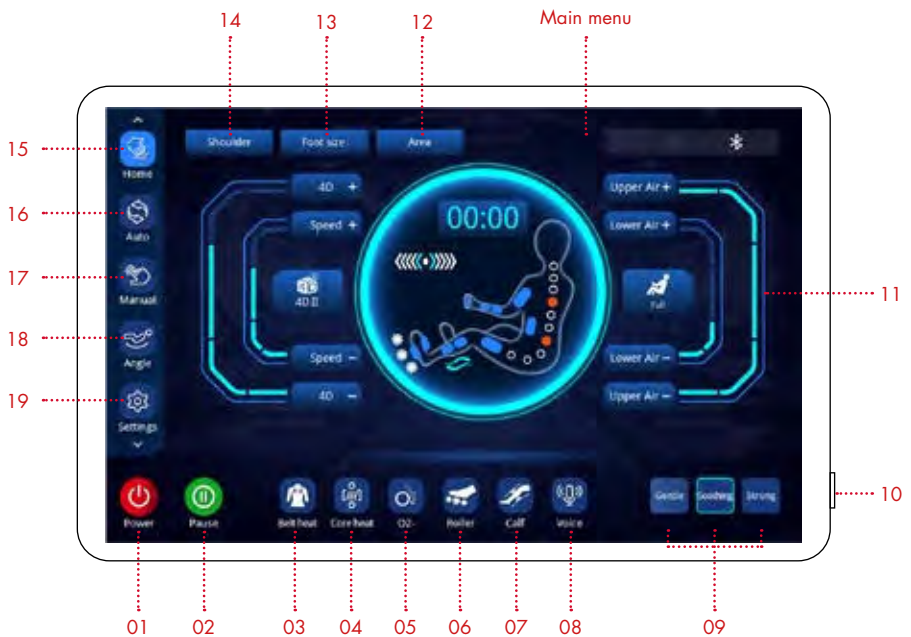 14 13 12 Main menu
Shoulder Foot size Area
15 Home
4D + Upper Air +
Speed + 00:00 Lower Air +
16 Auto
17 Manual
4D II Full 11
18 Angle
Speed - Lower Air -
19 Settings
4D - Upper Air -
Gentle Soothing Strong 10
Power Pause Belt heat Core heat O2- Roller Calf Voice
01 02 03 04 05 06 07 08 09